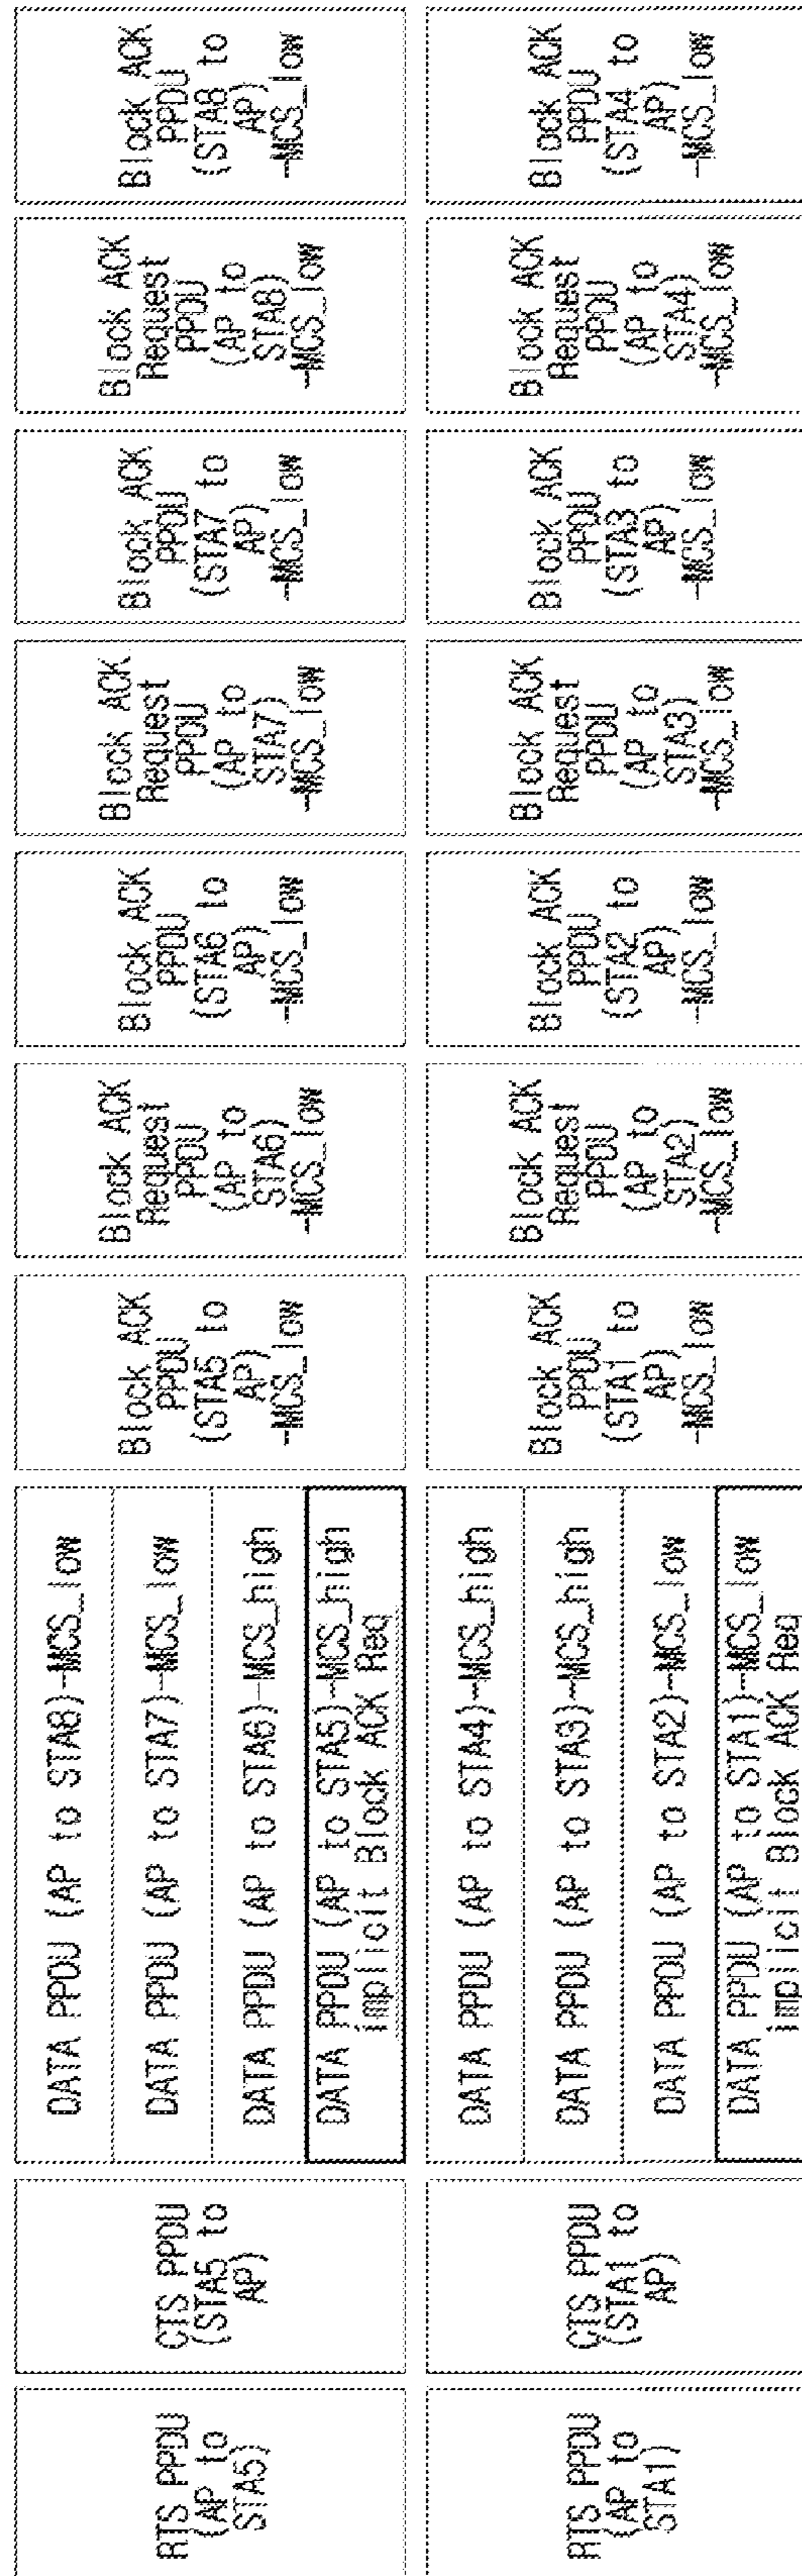 RTS PPDU
(AP to
STA5)
CTS PPDU
(STA5 to
AP)
DATA PPDU (AP to STA8)-MCS_low
DATA PPDU (AP to STA7)-MCS_low
DATA PPDU (AP to STA6)-MCS_high
DATA PPDU (AP to STA5)-MCS_high
implicit Block ACK Req
Block ACK
PPDU
(STA5 to
AP)
-MCS_low
Block ACK
Request
PPDU
(AP to
STA6)
-MCS_low
Block ACK
PPDU
(STA6 to
AP)
-MCS_low
Block ACK
Request
PPDU
(AP to
STA7)
-MCS_low
Block ACK
PPDU
(STA7 to
AP)
-MCS_low
Block ACK
Request
PPDU
(AP to
STA8)
-MCS_low
Block ACK
PPDU
(STA8 to
AP)
-MCS_low
RTS PPDU
(AP to
STA1)
CTS PPDU
(STA1 to
AP)
DATA PPDU (AP to STA4)-MCS_high
DATA PPDU (AP to STA3)-MCS_high
DATA PPDU (AP to STA2)-MCS_low
DATA PPDU (AP to STA1)-MCS_low
implicit Block ACK Req
Block ACK
PPDU
(STA1 to
AP)
-MCS_low
Block ACK
Request
PPDU
(AP to
STA2)
-MCS_low
Block ACK
PPDU
(STA2 to
AP)
-MCS_low
Block ACK
Request
PPDU
(AP to
STA3)
-MCS_low
Block ACK
PPDU
(STA3 to
AP)
-MCS_low
Block ACK
Request
PPDU
(AP to
STA4)
-MCS_low
Block ACK
PPDU
(STA4 to
AP)
-MCS_low